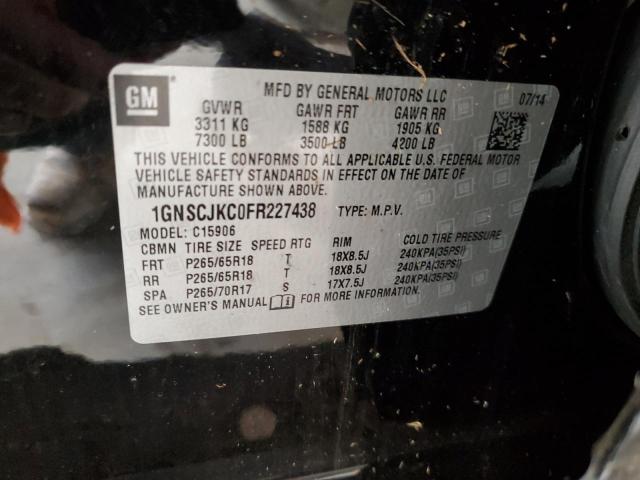 GM
MFD BY GENERAL MOTORS LLC 07/14
GVWR GAWR FRT GAWR RR
3311 KG 1588 KG 1905 KG
7300 LB 3500 LB 4200 LB
THIS VEHICLE CONFORMS TO ALL APPLICABLE U.S. FEDERAL MOTOR
VEHICLE SAFETY STANDARDS IN EFFECT ON THE DATE OF
MANUFACTURE SHOWN ABOVE.
1GNSCJKC0FR227438 TYPE: M.P.V.
MODEL: C15906
CBMN TIRE SIZE SPEED RTG RIM COLD TIRE PRESSURE
FRT P265/65R18 T 18X8.5J 240KPA(35PSI)
RR P265/65R18 T 18X8.5J 240KPA(35PSI)
SPA P265/70R17 S 17X7.5J 240KPA(35PSI)
SEE OWNER'S MANUAL FOR MORE INFORMATION.